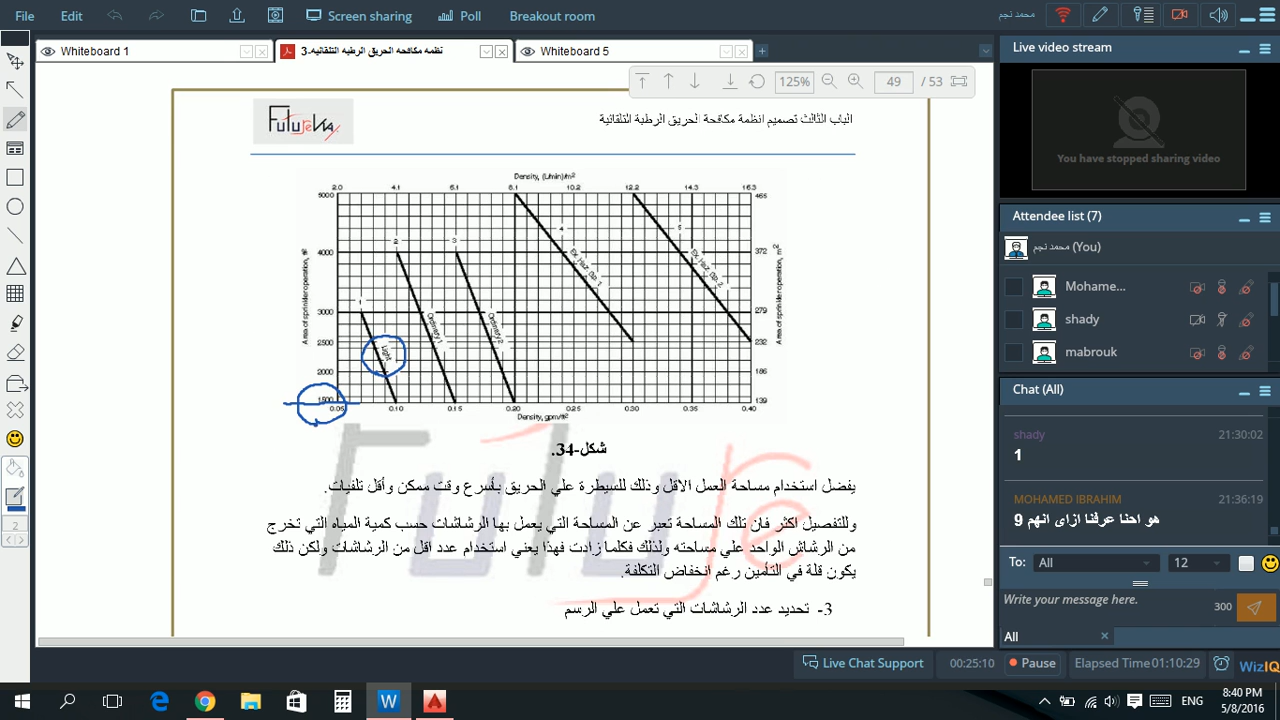 File
Edit
Screen sharing
Poll
Breakout room
محمد نجم
Whiteboard 1
3.نظمه مكافحه الحريق الرطبه التلقائيه
Whiteboard 5
125%
49
/ 53
Futureka
الباب الثالث تصميم انظمة مكافحة الحريق الرطبة التلقائية
Density, (L/min)/m²
2.0
4.1
6.1
8.1
10.2
12.2
14.3
16.3
5000
4000
3000
2500
2000
1500
Area of sprinkler operation, ft²
465
372
279
232
186
139
Area of sprinkler operation, m²
1
2
3
4
5
Light
Ordinary 1
Ordinary 2
Ex. Haz. Gp. 1
Ex. Haz. Gp. 2
0.05
0.10
0.15
0.20
0.25
0.30
0.35
0.40
Density, gpm/ft²
شكل-34.
يفضل استخدام مساحة العمل الاقل وذلك للسيطرة علي الحريق بأسرع وقت ممكن وأقل تلفيات.
وللتفصيل اكثر فان تلك المساحة تعبر عن المساحة التي يعمل بها الرشاشات حسب كمية المياه التي تخرج
من الرشاش الواحد علي مساحته ولذلك فكلما زادت فهذا يعني استخدام عدد اقل من الرشاشات ولكن ذلك
يكون قلة في التأمين رغم انخفاض التكلفة.
3- تحديد عدد الرشاشات التي تعمل علي الرسم
Future
Live video stream
You have stopped sharing video
Attendee list (7)
محمد نجم (You)
Mohame...
shady
mabrouk
Chat (All)
shady
21:30:02
1
MOHAMED IBRAHIM
21:36:19
هو احنا عرفنا ازاى انهم 9
To:
All
12
Write your message here.
300
All
2
Live Chat Support
00:25:10
Pause
Elapsed Time 01:10:29
WizIQ
ENG
8:40 PM
5/8/2016